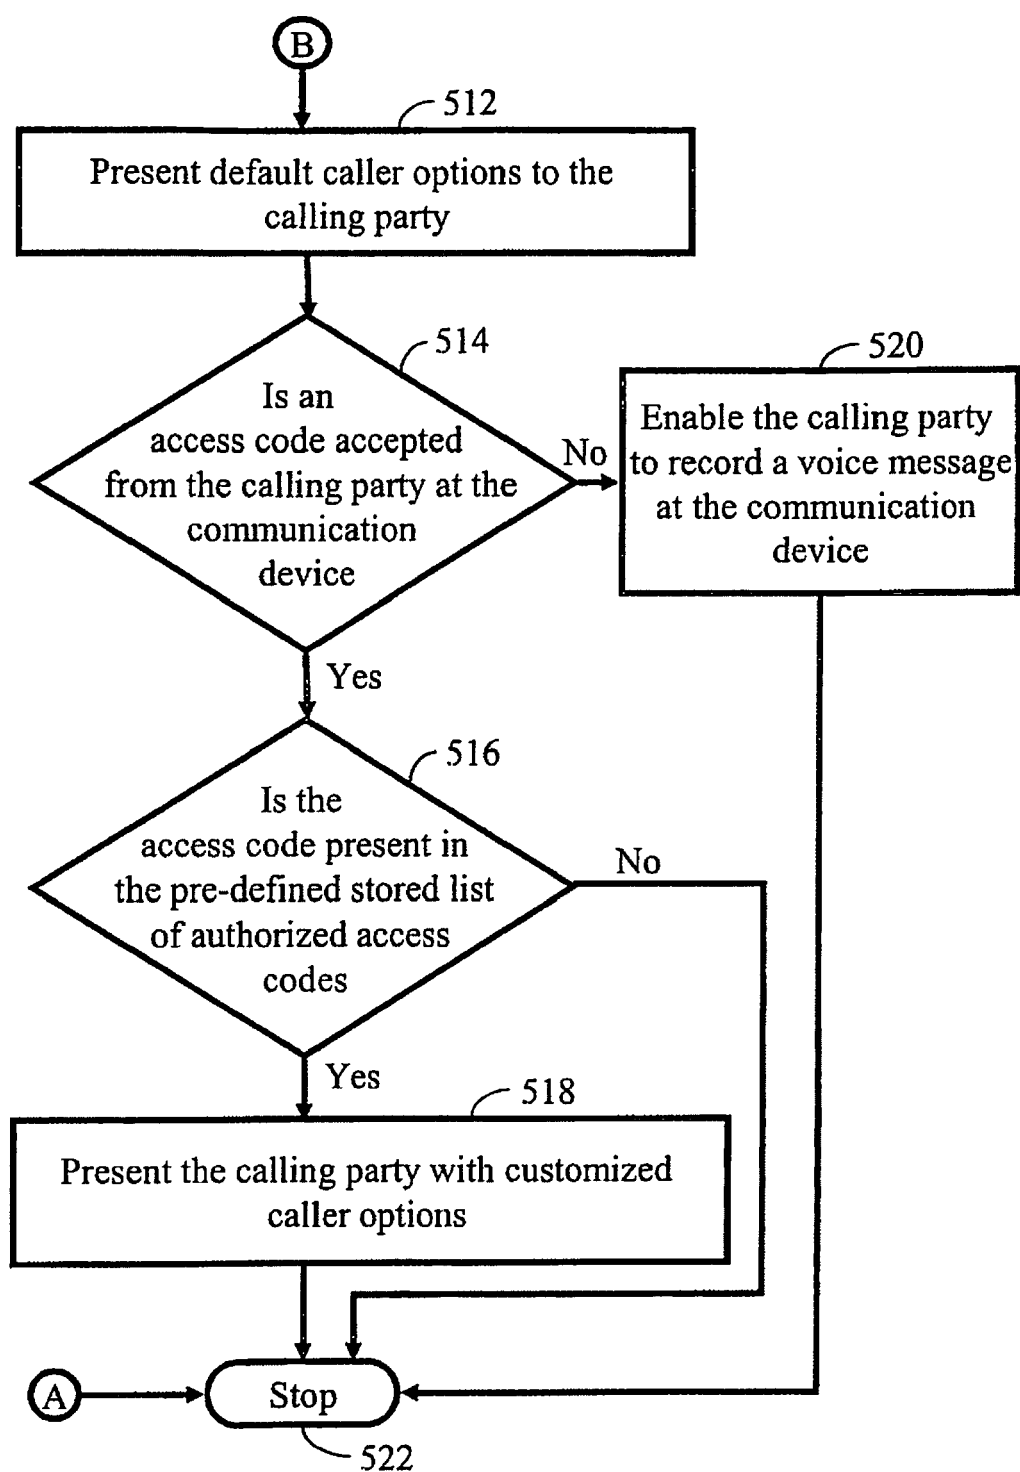 B
512
Present default caller options to the
calling party
514
Is an
access code accepted
from the calling party at the
communication
device
No
520
Enable the calling party
to record a voice message
at the communication
device
Yes
516
Is the
access code present in
the pre-defined stored list
of authorized access
codes
No
Yes
518
Present the calling party with customized
caller options
A
Stop
522